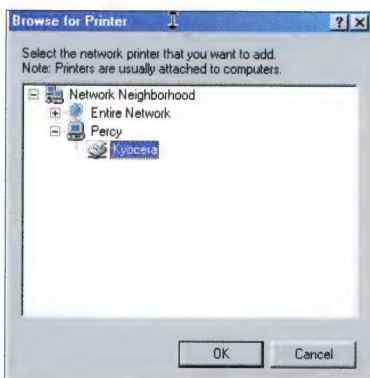 Browse for Printer
Select the network printer that you want to add.
Note: Printers are usually attached to computers.
Network Neighborhood
Entire Network
Percy
Kyocera
OK
Cancel